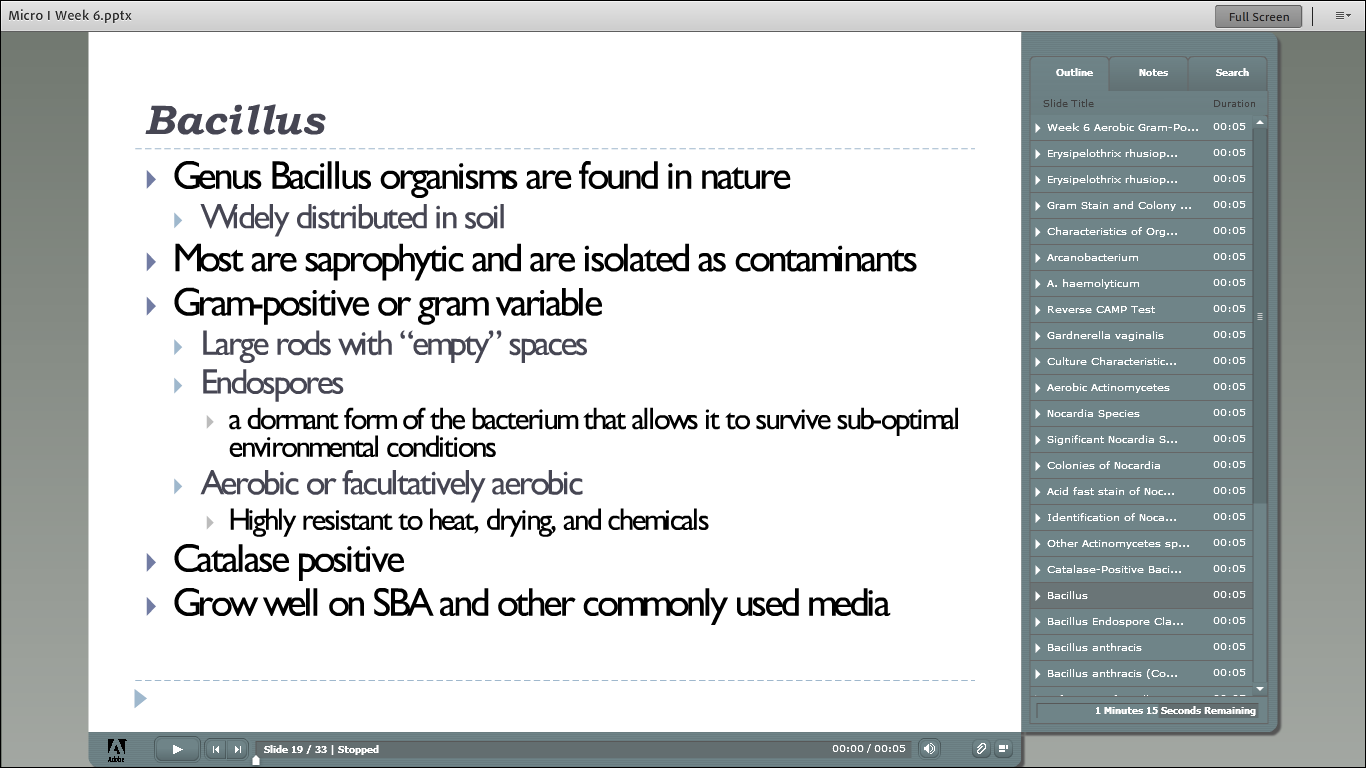 Micro I Week 6.pptx
Full Screen
Bacillus
Genus Bacillus organisms are found in nature
Widely distributed in soil
Most are saprophytic and are isolated as contaminants
Gram-positive or gram variable
Large rods with “empty” spaces
Endospores
a dormant form of the bacterium that allows it to survive sub-optimal
environmental conditions
Aerobic or facultatively aerobic
Highly resistant to heat, drying, and chemicals
Catalase positive
Grow well on SBA and other commonly used media
Outline Notes Search
Slide Title Duration
Week 6 Aerobic Gram-Po... 00:05
Erysipelothrix rhusiop... 00:05
Erysipelothrix rhusiop... 00:05
Gram Stain and Colony ... 00:05
Characteristics of Org... 00:05
Arcanobacterium 00:05
A. haemolyticum 00:05
Reverse CAMP Test 00:05
Gardnerella vaginalis 00:05
Culture Characteristic... 00:05
Aerobic Actinomycetes 00:05
Nocardia Species 00:05
Significant Nocardia S... 00:05
Colonies of Nocardia 00:05
Acid fast stain of Noc... 00:05
Identification of Noca... 00:05
Other Actinomycetes sp... 00:05
Catalase-Positive Baci... 00:05
Bacillus 00:05
Bacillus Endospore Cla... 00:05
Bacillus anthracis 00:05
Bacillus anthracis (Co... 00:05
1 Minutes 15 Seconds Remaining
Adobe
Slide 19 / 33 | Stopped
00:00 / 00:05